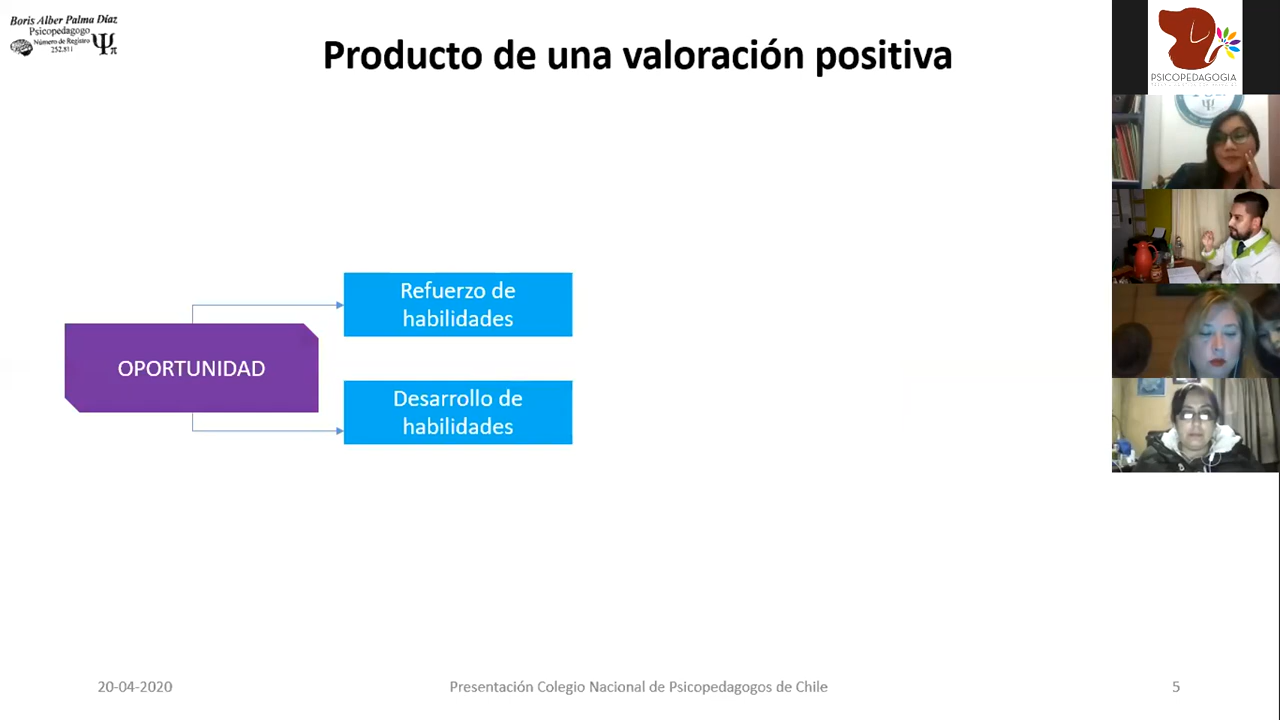 Boris Alber Palma Díaz
Psicopedagogo
Número de Registro
252.811
Producto de una valoración positiva
PSICOPEDAGOGIA
Refuerzo de
habilidades
OPORTUNIDAD
Desarrollo de
habilidades
20-04-2020
Presentación Colegio Nacional de Psicopedagogos de Chile
5